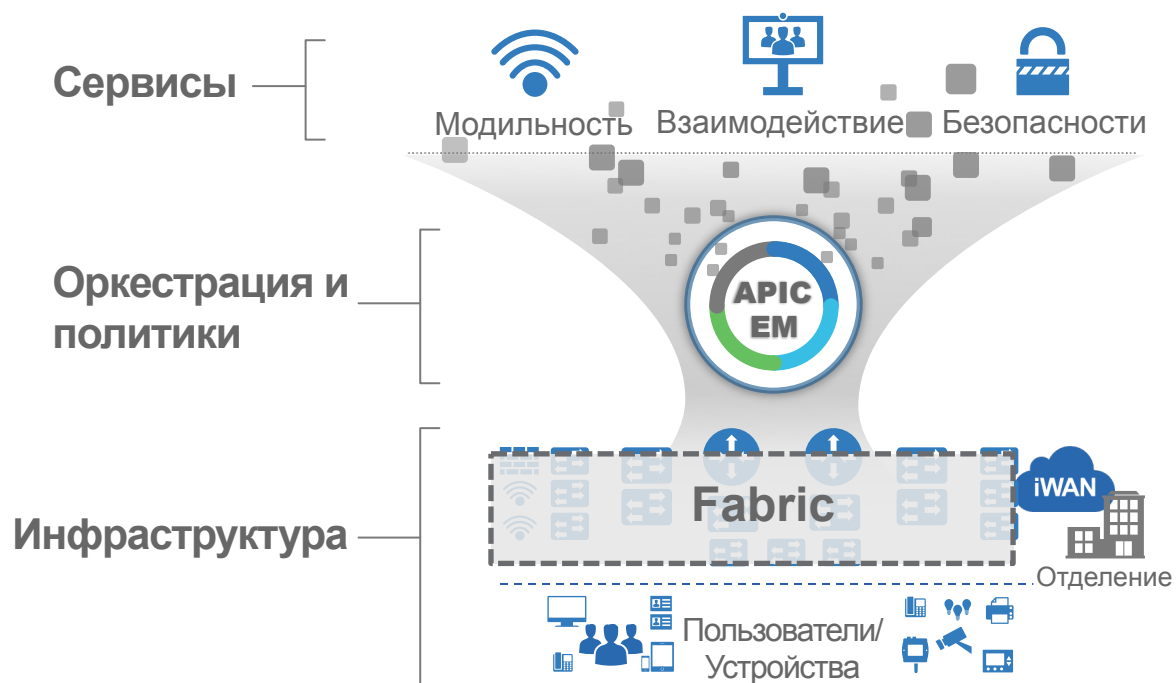 Сервисы
Модильность
Взаимодействие
Безопасности
Оркестрация и
политики
APIC
EM
Инфраструктура
Fabric
iWAN
Отделение
Пользователи/
Устройства